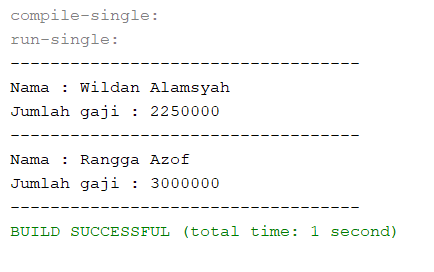 compile-single:
run-single:
-----------------------------------
Nama : Wildan Alamsyah
Jumlah gaji : 2250000
-----------------------------------
Nama : Rangga Azof
Jumlah gaji : 3000000
-----------------------------------
BUILD SUCCESSFUL (total time: 1 second)